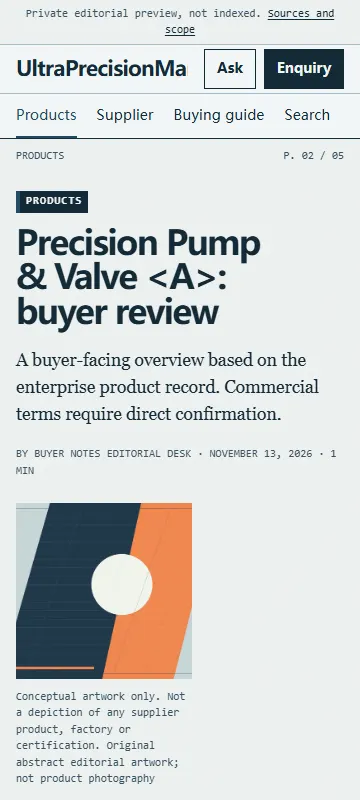 Private editorial preview, not indexed. Sources and
scope
UltraPrecisionMa
Ask
Enquiry
Products
Supplier
Buying guide
Search
PRODUCTS
P. 02 / 05
PRODUCTS
Precision Pump
& Valve <A>:
buyer review
A buyer-facing overview based on the
enterprise product record. Commercial
terms require direct confirmation.
BY BUYER NOTES EDITORIAL DESK · NOVEMBER 13, 2026 · 1
MIN
Conceptual artwork only. Not
a depiction of any supplier
product, factory or
certification. Original
abstract editorial artwork;
not product photography